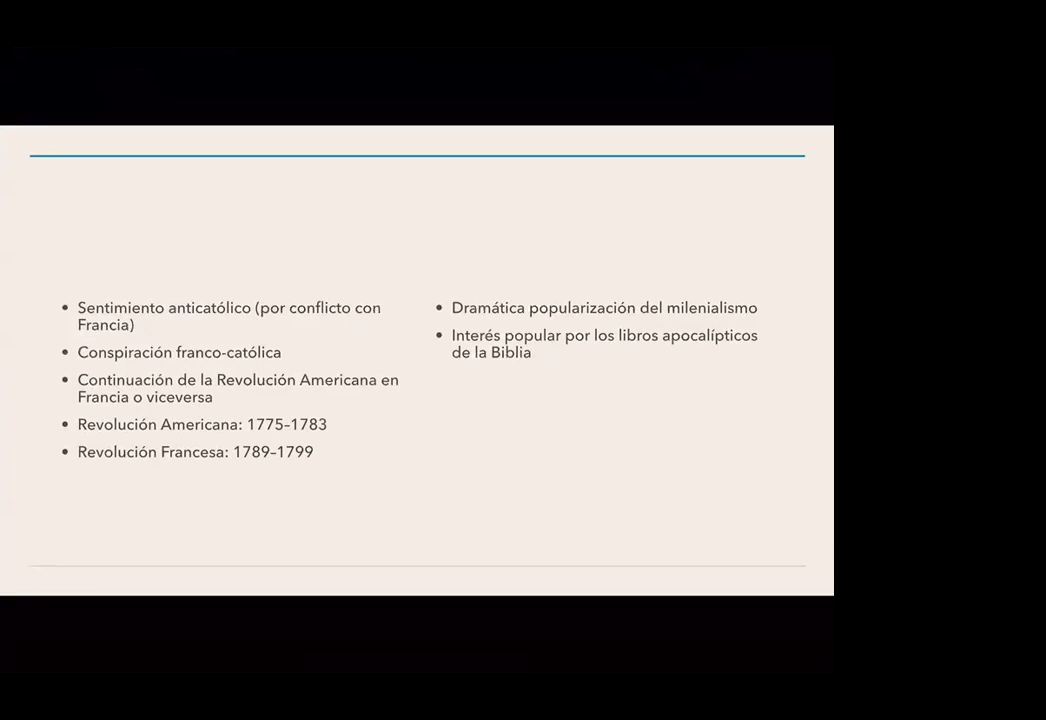 • Sentimiento anticatólico (por conflicto con
Francia)
• Conspiración franco-católica
• Continuación de la Revolución Americana en
Francia o viceversa
• Revolución Americana: 1775–1783
• Revolución Francesa: 1789–1799
• Dramática popularización del milenialismo
• Interés popular por los libros apocalípticos
de la Biblia